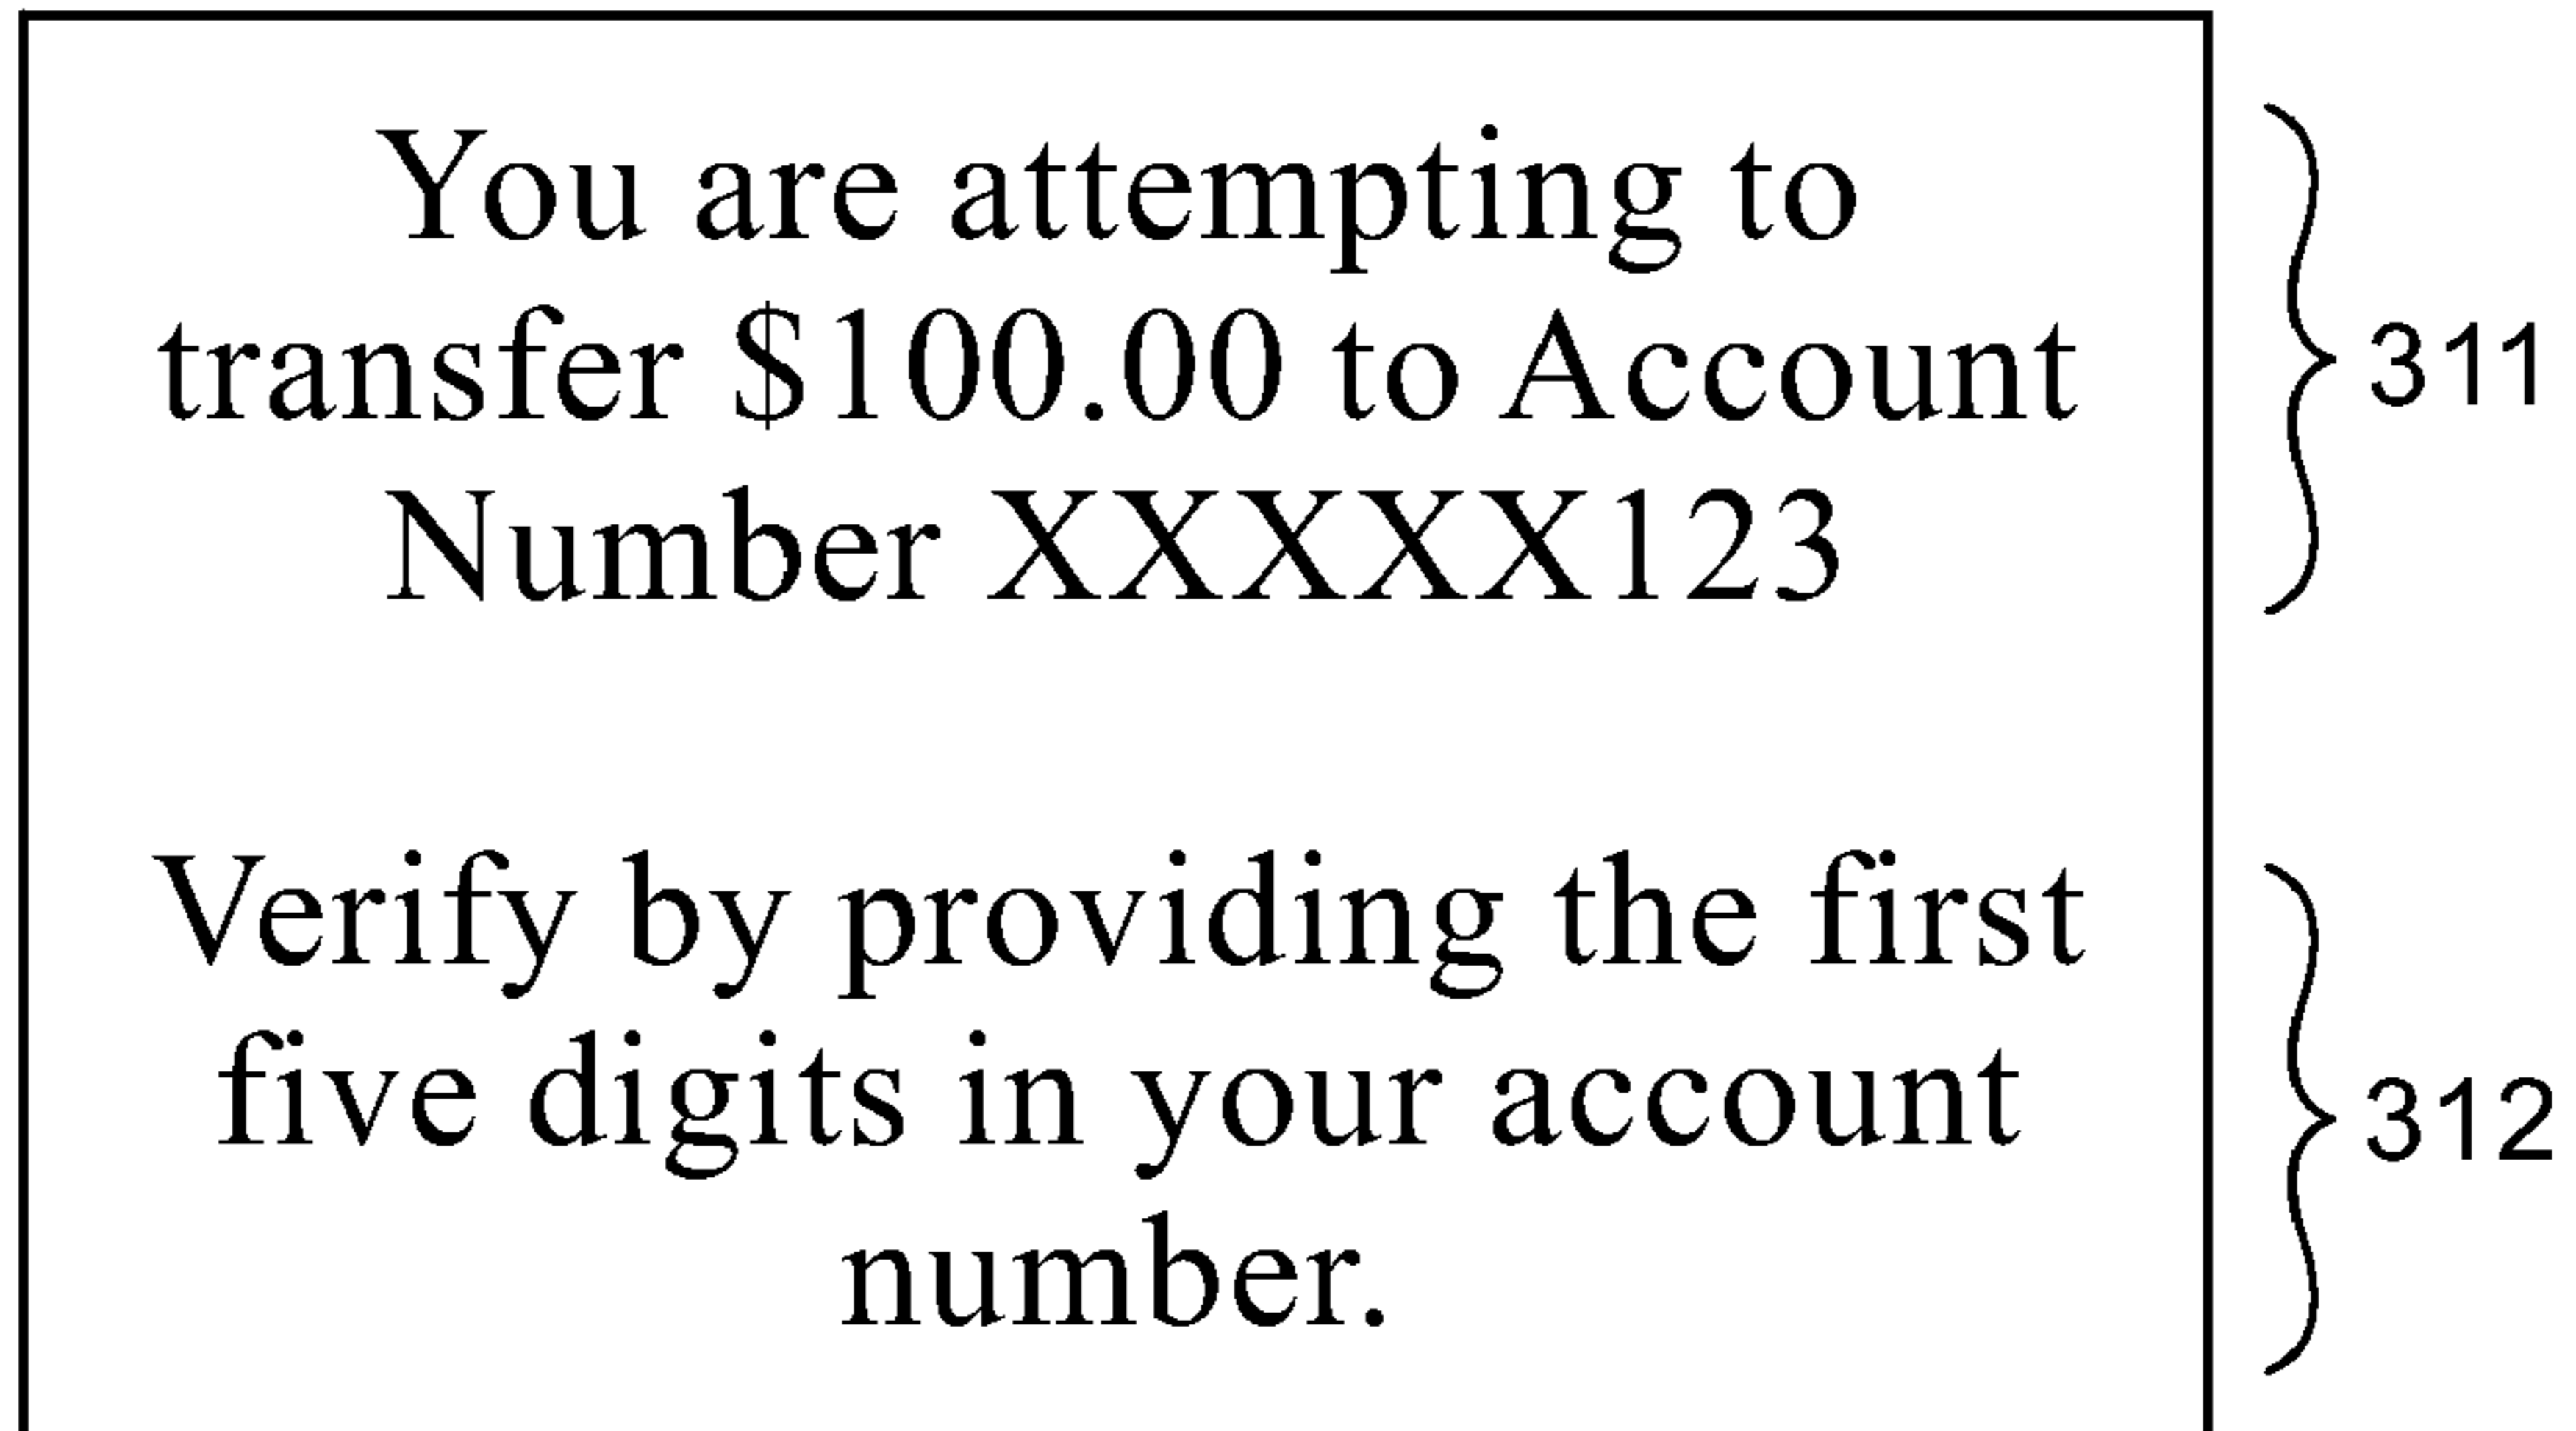 You are attempting to
transfer $100.00 to Account
Number XXXXX123
311
Verify by providing the first
five digits in your account
number.
312